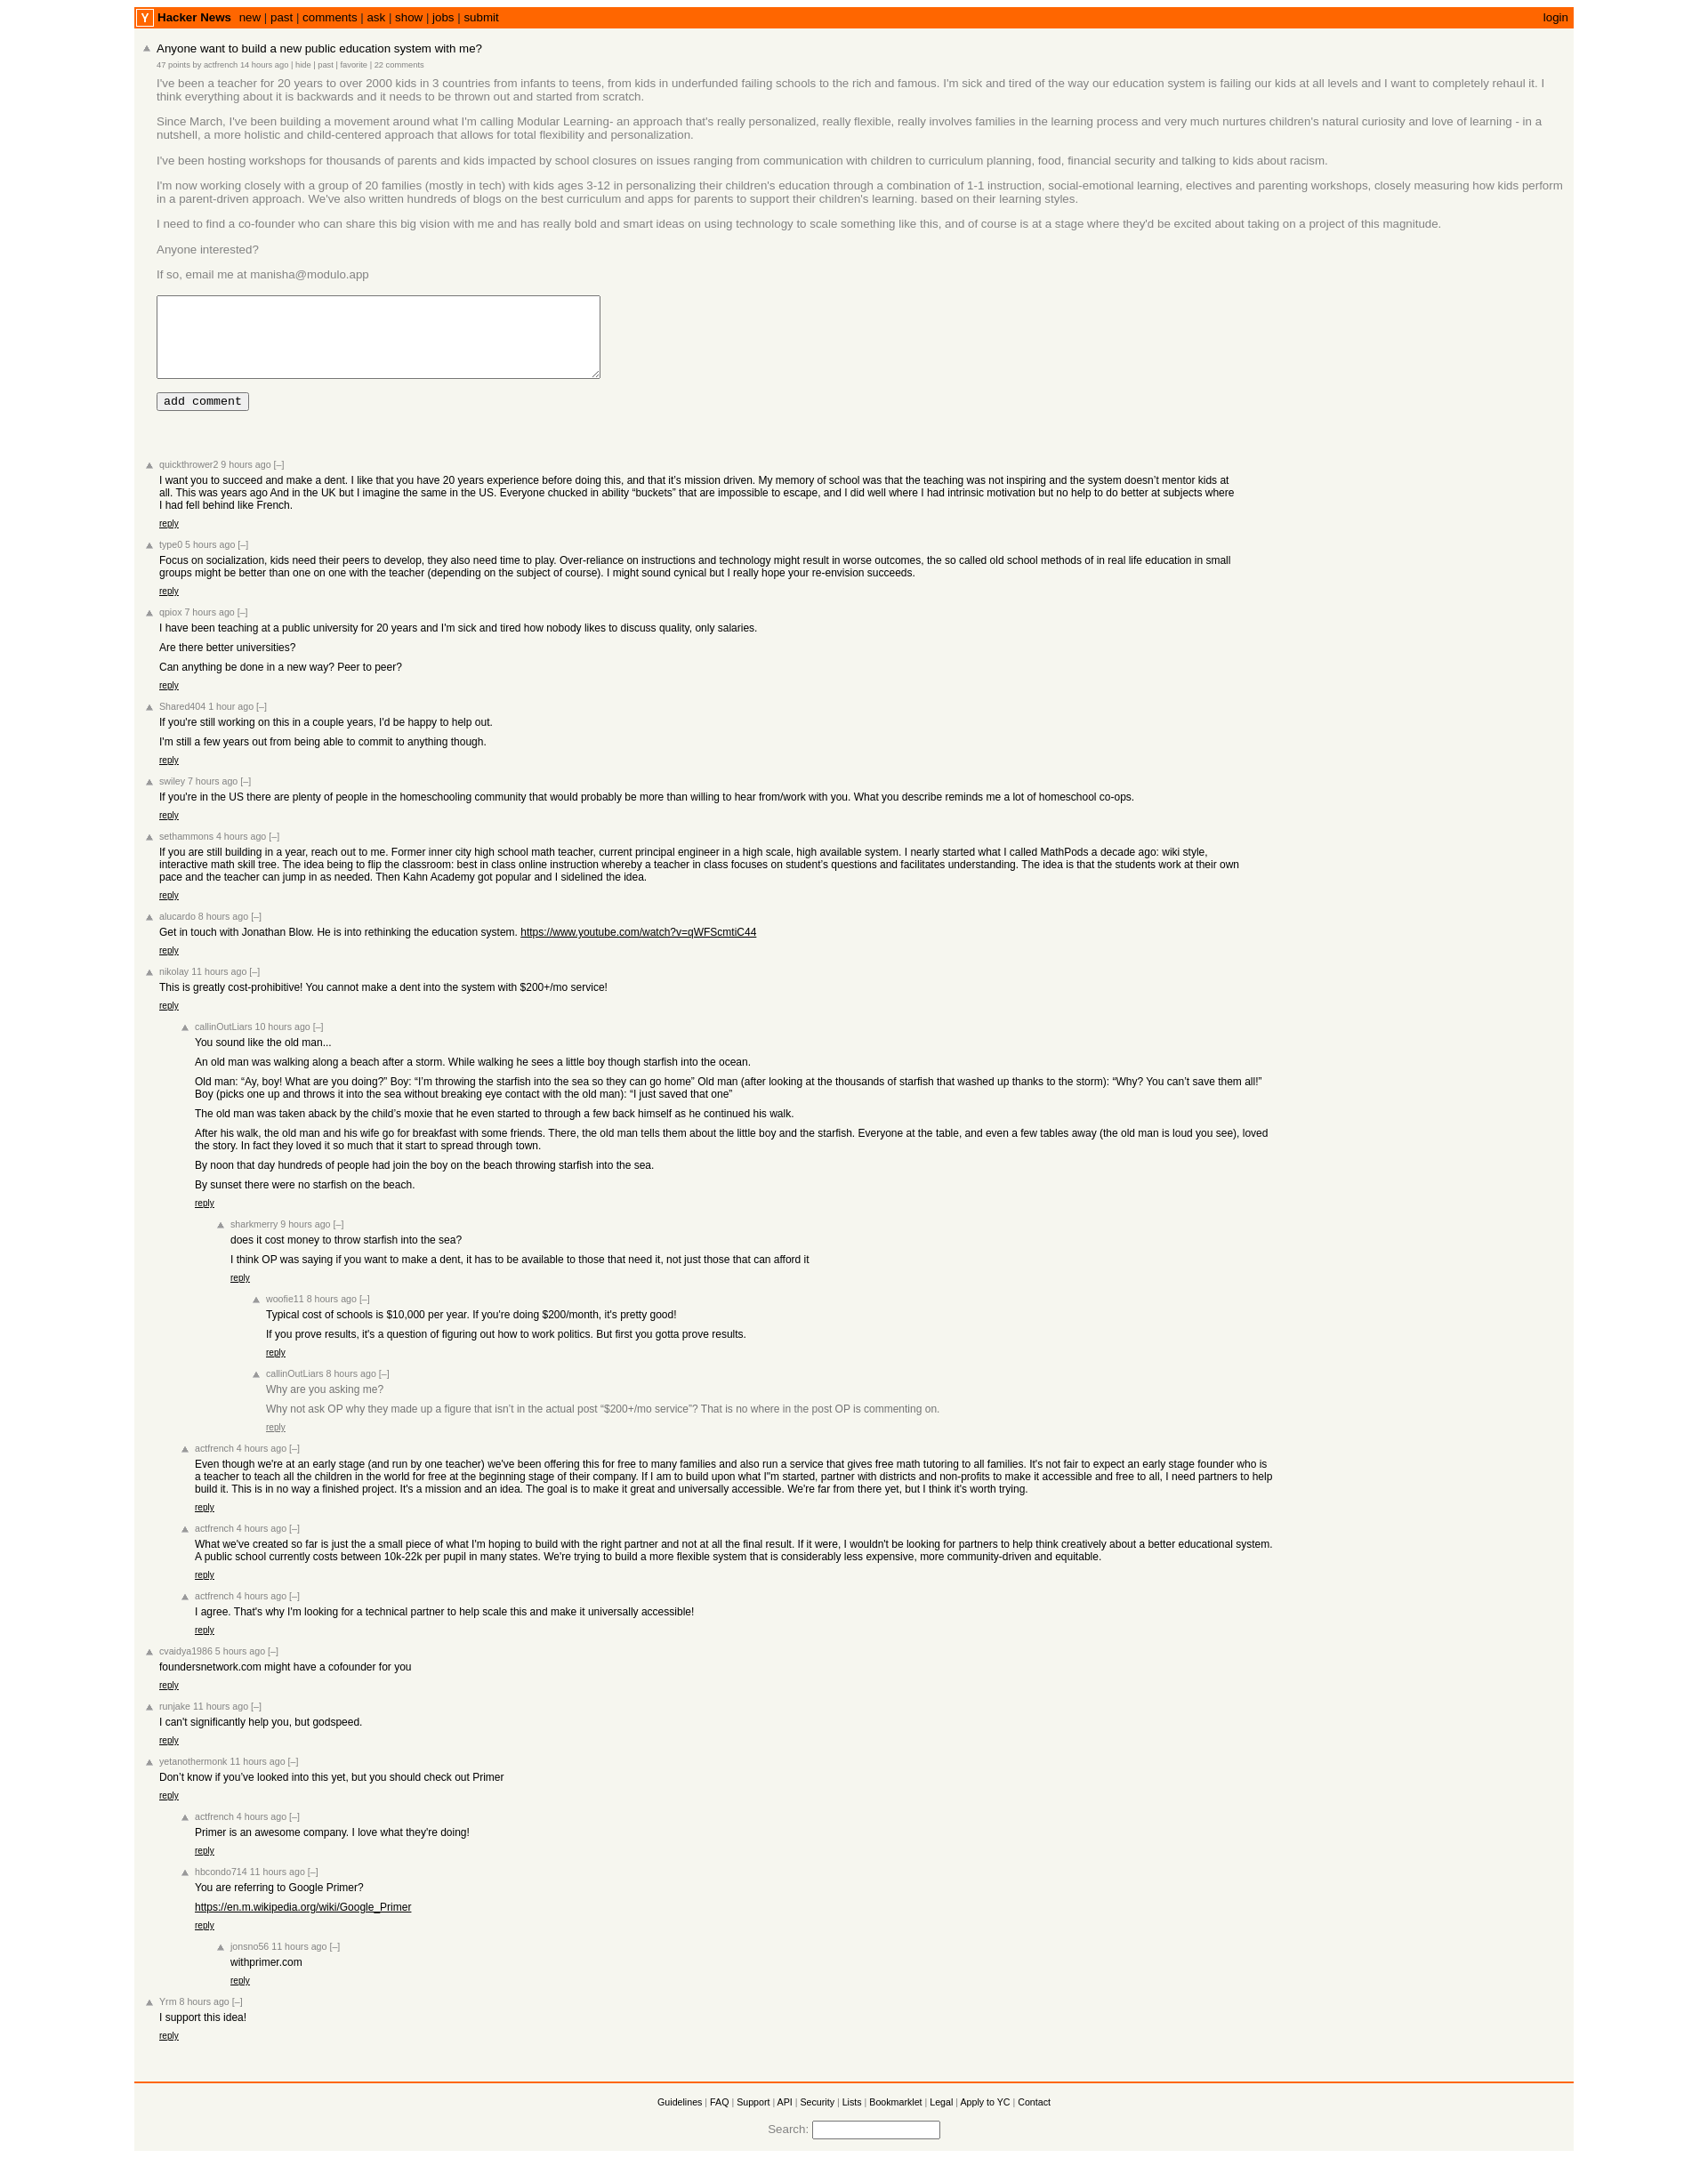 Y Hacker News new | past | comments | ask | show | jobs | submit login
Anyone want to build a new public education system with me?
47 points by actfrench 14 hours ago | hide | past | favorite | 22 comments
I've been a teacher for 20 years to over 2000 kids in 3 countries from infants to teens, from kids in underfunded failing schools to the rich and famous. I'm sick and tired of the way our education system is failing our kids at all levels and I want to completely rehaul it. I
think everything about it is backwards and it needs to be thrown out and started from scratch.
Since March, I've been building a movement around what I'm calling Modular Learning- an approach that's really personalized, really flexible, really involves families in the learning process and very much nurtures children's natural curiosity and love of learning - in a
nutshell, a more holistic and child-centered approach that allows for total flexibility and personalization.
I've been hosting workshops for thousands of parents and kids impacted by school closures on issues ranging from communication with children to curriculum planning, food, financial security and talking to kids about racism.
I'm now working closely with a group of 20 families (mostly in tech) with kids ages 3-12 in personalizing their children's education through a combination of 1-1 instruction, social-emotional learning, electives and parenting workshops, closely measuring how kids perform
in a parent-driven approach. We've also written hundreds of blogs on the best curriculum and apps for parents to support their children's learning. based on their learning styles.
I need to find a co-founder who can share this big vision with me and has really bold and smart ideas on using technology to scale something like this, and of course is at a stage where they'd be excited about taking on a project of this magnitude.
Anyone interested?
If so, email me at manisha@modulo.app
add comment
quickthrower2 9 hours ago [–]
I want you to succeed and make a dent. I like that you have 20 years experience before doing this, and that it’s mission driven. My memory of school was that the teaching was not inspiring and the system doesn’t mentor kids at
all. This was years ago And in the UK but I imagine the same in the US. Everyone chucked in ability “buckets” that are impossible to escape, and I did well where I had intrinsic motivation but no help to do better at subjects where
I had fell behind like French.
reply
type0 5 hours ago [–]
Focus on socialization, kids need their peers to develop, they also need time to play. Over-reliance on instructions and technology might result in worse outcomes, the so called old school methods of in real life education in small
groups might be better than one on one with the teacher (depending on the subject of course). I might sound cynical but I really hope your re-envision succeeds.
reply
qpiox 7 hours ago [–]
I have been teaching at a public university for 20 years and I'm sick and tired how nobody likes to discuss quality, only salaries.
Are there better universities?
Can anything be done in a new way? Peer to peer?
reply
Shared404 1 hour ago [–]
If you're still working on this in a couple years, I'd be happy to help out.
I'm still a few years out from being able to commit to anything though.
reply
swiley 7 hours ago [–]
If you're in the US there are plenty of people in the homeschooling community that would probably be more than willing to hear from/work with you. What you describe reminds me a lot of homeschool co-ops.
reply
sethammons 4 hours ago [–]
If you are still building in a year, reach out to me. Former inner city high school math teacher, current principal engineer in a high scale, high available system. I nearly started what I called MathPods a decade ago: wiki style,
interactive math skill tree. The idea being to flip the classroom: best in class online instruction whereby a teacher in class focuses on student’s questions and facilitates understanding. The idea is that the students work at their own
pace and the teacher can jump in as needed. Then Kahn Academy got popular and I sidelined the idea.
reply
alucardo 8 hours ago [–]
Get in touch with Jonathan Blow. He is into rethinking the education system. https://www.youtube.com/watch?v=qWFScmtiC44
reply
nikolay 11 hours ago [–]
This is greatly cost-prohibitive! You cannot make a dent into the system with $200+/mo service!
reply
callinOutLiars 10 hours ago [–]
You sound like the old man...
An old man was walking along a beach after a storm. While walking he sees a little boy though starfish into the ocean.
Old man: “Ay, boy! What are you doing?” Boy: “I’m throwing the starfish into the sea so they can go home” Old man (after looking at the thousands of starfish that washed up thanks to the storm): “Why? You can’t save them all!”
Boy (picks one up and throws it into the sea without breaking eye contact with the old man): “I just saved that one”
The old man was taken aback by the child’s moxie that he even started to through a few back himself as he continued his walk.
After his walk, the old man and his wife go for breakfast with some friends. There, the old man tells them about the little boy and the starfish. Everyone at the table, and even a few tables away (the old man is loud you see), loved
the story. In fact they loved it so much that it start to spread through town.
By noon that day hundreds of people had join the boy on the beach throwing starfish into the sea.
By sunset there were no starfish on the beach.
reply
sharkmerry 9 hours ago [–]
does it cost money to throw starfish into the sea?
I think OP was saying if you want to make a dent, it has to be available to those that need it, not just those that can afford it
reply
woofie11 8 hours ago [–]
Typical cost of schools is $10,000 per year. If you're doing $200/month, it's pretty good!
If you prove results, it's a question of figuring out how to work politics. But first you gotta prove results.
reply
callinOutLiars 8 hours ago [–]
Why are you asking me?
Why not ask OP why they made up a figure that isn’t in the actual post “$200+/mo service”? That is no where in the post OP is commenting on.
reply
actfrench 4 hours ago [–]
Even though we're at an early stage (and run by one teacher) we've been offering this for free to many families and also run a service that gives free math tutoring to all families. It's not fair to expect an early stage founder who is
a teacher to teach all the children in the world for free at the beginning stage of their company. If I am to build upon what I"m started, partner with districts and non-profits to make it accessible and free to all, I need partners to help
build it. This is in no way a finished project. It's a mission and an idea. The goal is to make it great and universally accessible. We're far from there yet, but I think it's worth trying.
reply
actfrench 4 hours ago [–]
What we've created so far is just the a small piece of what I'm hoping to build with the right partner and not at all the final result. If it were, I wouldn't be looking for partners to help think creatively about a better educational system.
A public school currently costs between 10k-22k per pupil in many states. We're trying to build a more flexible system that is considerably less expensive, more community-driven and equitable.
reply
actfrench 4 hours ago [–]
I agree. That's why I'm looking for a technical partner to help scale this and make it universally accessible!
reply
cvaidya1986 5 hours ago [–]
foundersnetwork.com might have a cofounder for you
reply
runjake 11 hours ago [–]
I can't significantly help you, but godspeed.
reply
yetanothermonk 11 hours ago [–]
Don’t know if you’ve looked into this yet, but you should check out Primer
reply
actfrench 4 hours ago [–]
Primer is an awesome company. I love what they're doing!
reply
hbcondo714 11 hours ago [–]
You are referring to Google Primer?
https://en.m.wikipedia.org/wiki/Google_Primer
reply
jonsno56 11 hours ago [–]
withprimer.com
reply
Yrm 8 hours ago [–]
I support this idea!
reply
Guidelines | FAQ | Support | API | Security | Lists | Bookmarklet | Legal | Apply to YC | Contact
Search: